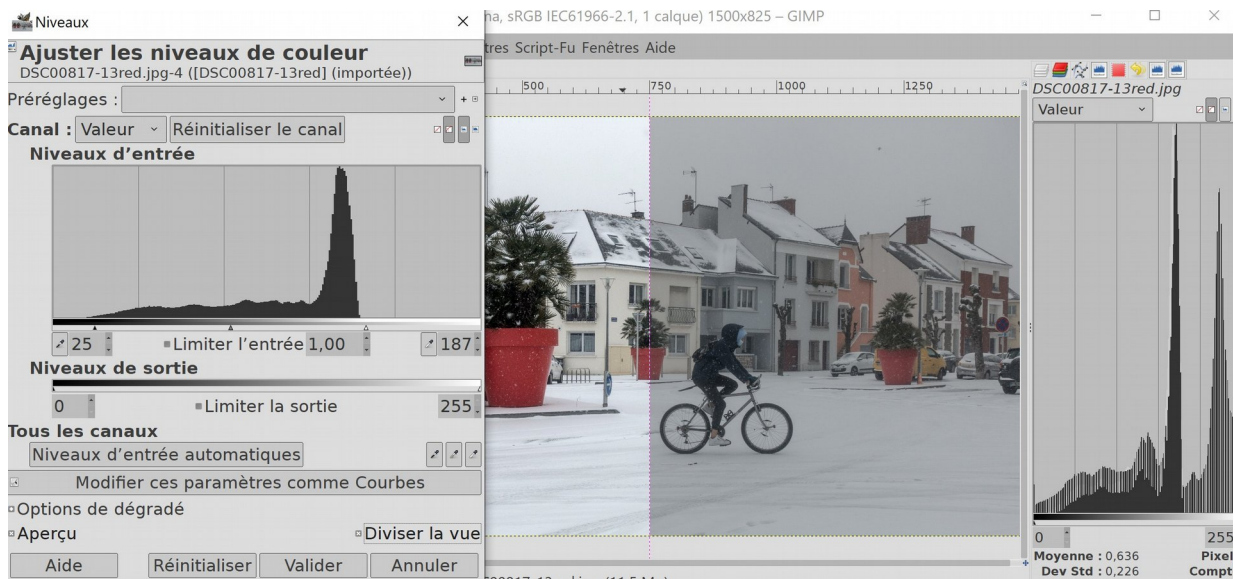 Niveaux
ha, sRGB IEC61966-2.1, 1 calque) 1500x825 – GIMP
Ajuster les niveaux de couleur
DSC00817-13red.jpg-4 ([DSC00817-13red] (importée))
tres Script-Fu Fenêtres Aide
Préréglages :
500 750 1000 1250
DSC00817-13red.jpg
Valeur
Canal : Valeur Réinitialiser le canal
Niveaux d’entrée
25 Limiter l’entrée 1,00 187
Niveaux de sortie
0 Limiter la sortie 255
Tous les canaux
Niveaux d’entrée automatiques
Modifier ces paramètres comme Courbes
Options de dégradé
Aperçu Diviser la vue
Aide Réinitialiser Valider Annuler
0 255
Moyenne : 0,636 Pixel
Dev Std : 0,226 Compt